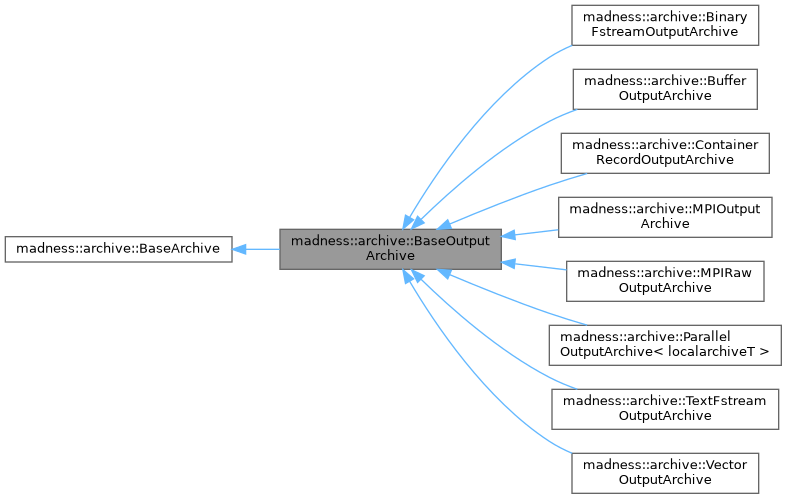 madness::archive::Binary
FstreamOutputArchive
madness::archive::Buffer
OutputArchive
madness::archive::Container
RecordOutputArchive
madness::archive::MPIOutput
Archive
madness::archive::BaseArchive
madness::archive::BaseOutput
Archive
madness::archive::MPIRaw
OutputArchive
madness::archive::Parallel
OutputArchive< localarchiveT >
madness::archive::TextFstream
OutputArchive
madness::archive::Vector
OutputArchive